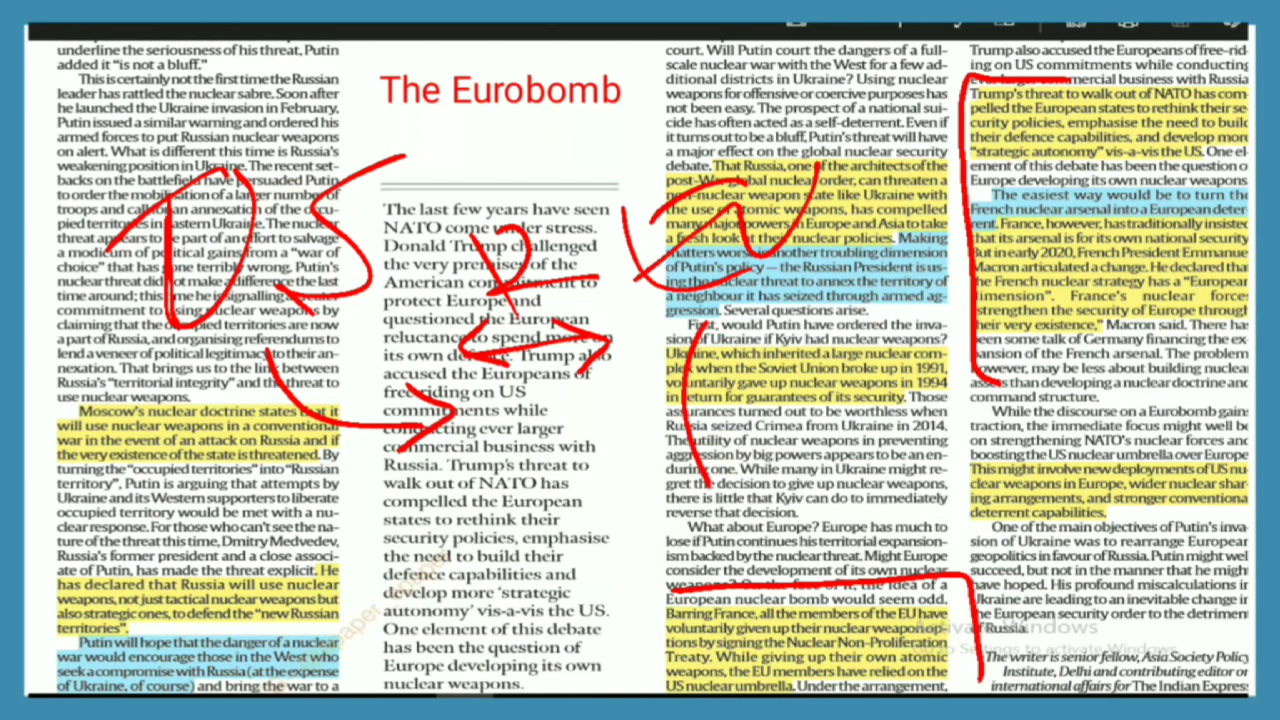 underline the seriousness of his threat, Putin
added it "is not a bluff."
This is certainly not the first time the Russian
leader has rattled the nuclear sabre. Soon after
he launched the Ukraine invasion in February,
Putin issued a similar warning and ordered his
armed forces to put Russian nuclear weapons
on alert. What is different this time is Russia's
weakening position in Ukraine. The recent set-
backs on the battlefield have persuaded Putin
to order the mobilisation of a larger number of
troops and call for an annexation of the occu-
pied territories in eastern Ukraine. The nuclear
threat appears to be part of an effort to salvage
a modicum of political gains from a "war of
choice" that has gone terribly wrong. Putin's
nuclear threat did not make a difference the last
time around; this time he is signalling a greater
commitment to using nuclear weapons by
claiming that the occupied territories are now
a part of Russia, and organising referendums to
lend a veneer of political legitimacy to their an-
nexation. That brings us to the link between
Russia's "territorial integrity" and the threat to
use nuclear weapons.
Moscow's nuclear doctrine states that it
will use nuclear weapons in a conventional
war in the event of an attack on Russia and if
the very existence of the state is threatened. By
turning the "occupied territories" into "Russian
territory", Putin is arguing that attempts by
Ukraine and its Western supporters to liberate
occupied territory would be met with a nu-
clear response. For those who can't see the na-
ture of the threat this time, Dmitry Medvedev,
Russia's former president and a close associ-
ate of Putin, has made the threat explicit. He
has declared that Russia will use nuclear
weapons, not just tactical nuclear weapons but
also strategic ones, to defend the "new Russian
territories".
Putin will hope that the danger of a nuclear
war would encourage those in the West who
seek a compromise with Russia (at the expense
of Ukraine, of course) and bring the war to a
The Eurobomb
The last few years have seen
NATO come under stress.
Donald Trump challenged
the very premises of the
American commitment to
protect Europe and
questioned the European
reluctance to spend more on
its own defence. Trump also
accused the Europeans of
free-riding on US
commitments while
conducting ever larger
commercial business with
Russia. Trump's threat to
walk out of NATO has
compelled the European
states to rethink their
security policies, emphasise
the need to build their
defence capabilities and
develop more 'strategic
autonomy' vis-a-vis the US.
One element of this debate
has been the question of
Europe developing its own
nuclear weapons.
court. Will Putin court the dangers of a full-
scale nuclear war with the West for a few ad-
ditional districts in Ukraine? Using nuclear
weapons for offensive or coercive purposes has
not been easy. The prospect of a national sui-
cide has often acted as a self-deterrent. Even if
it turns out to be a bluff, Putin's threat will have
a major effect on the global nuclear security
debate. That Russia, one of the architects of the
post-War global nuclear order, can threaten a
non-nuclear weapon state like Ukraine with
the use of atomic weapons, has compelled
many major powers in Europe and Asia to take
a fresh look at their nuclear policies. Making
matters worse is another troubling dimension
of Putin's policy — the Russian President is us-
ing the nuclear threat to annex the territory of
a neighbour it has seized through armed ag-
gression. Several questions arise.
First, would Putin have ordered the inva-
sion of Ukraine if Kyiv had nuclear weapons?
Ukraine, which inherited a large nuclear com-
plex when the Soviet Union broke up in 1991,
voluntarily gave up nuclear weapons in 1994
in return for guarantees of its security. Those
assurances turned out to be worthless when
Russia seized Crimea from Ukraine in 2014.
The utility of nuclear weapons in preventing
aggression by big powers appears to be an en-
during one. While many in Ukraine might re-
gret the decision to give up nuclear weapons,
there is little that Kyiv can do to immediately
reverse that decision.
What about Europe? Europe has much to
lose if Putin continues his territorial expansion-
ism backed by the nuclear threat. Might Europe
consider the development of its own nuclear
weapons? On the face of it, the idea of a
European nuclear bomb would seem odd.
Barring France, all the members of the EU have
voluntarily given up their nuclear weapon op-
tions by signing the Nuclear Non-Proliferation
Treaty. While giving up their own atomic
weapons, the EU members have relied on the
US nuclear umbrella. Under the arrangement,
Trump also accused the Europeans of free-rid-
ing on US commitments while conducting
ever larger commercial business with Russia
Trump's threat to walk out of NATO has com-
pelled the European states to rethink their se-
curity policies, emphasise the need to build
their defence capabilities, and develop more
"strategic autonomy" vis-a-vis the US. One el-
ement of this debate has been the question of
Europe developing its own nuclear weapons
The easiest way would be to turn the
French nuclear arsenal into a European deter-
rent. France, however, has traditionally insisted
that its arsenal is for its own national security
But in early 2020, French President Emmanue
Macron articulated a change. He declared that
the French nuclear strategy has a "European
dimension". France's nuclear forces
"strengthen the security of Europe through
their very existence," Macron said. There has
been some talk of Germany financing the ex-
pansion of the French arsenal. The problem
however, may be less about building nuclear
assets than developing a nuclear doctrine and
command structure.
While the discourse on a Eurobomb gains
traction, the immediate focus might well be
on strengthening NATO's nuclear forces and
boosting the US nuclear umbrella over Europe
This might involve new deployments of US nu-
clear weapons in Europe, wider nuclear shar-
ing arrangements, and stronger conventiona
deterrent capabilities.
One of the main objectives of Putin's inva-
sion of Ukraine was to rearrange European
geopolitics in favour of Russia. Putin might wel
succeed, but not in the manner that he might
have hoped. His profound miscalculations in
Ukraine are leading to an inevitable change in
the European security order to the detriment
of Russia.
The writer is senior fellow, Asia Society Policy
Institute, Delhi and contributing editor on
international affairs for The Indian Express
US